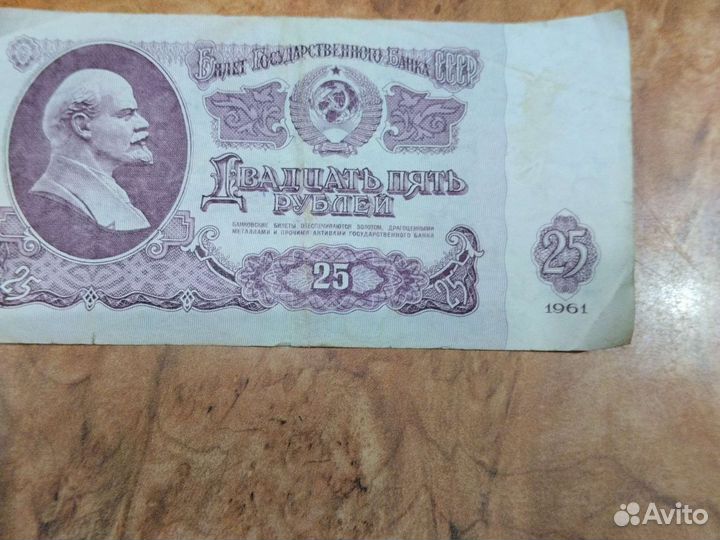 Билет Государственного Банка СССР
Двадцать пять
рублей
БАНКОВСКИЕ БИЛЕТЫ ОБЕСПЕЧИВАЮТСЯ ЗОЛОТОМ, ДРАГОЦЕННЫМИ
МЕТАЛЛАМИ И ПРОЧИМИ АКТИВАМИ ГОСУДАРСТВЕННОГО БАНКА
25
25
25
1961
Avito